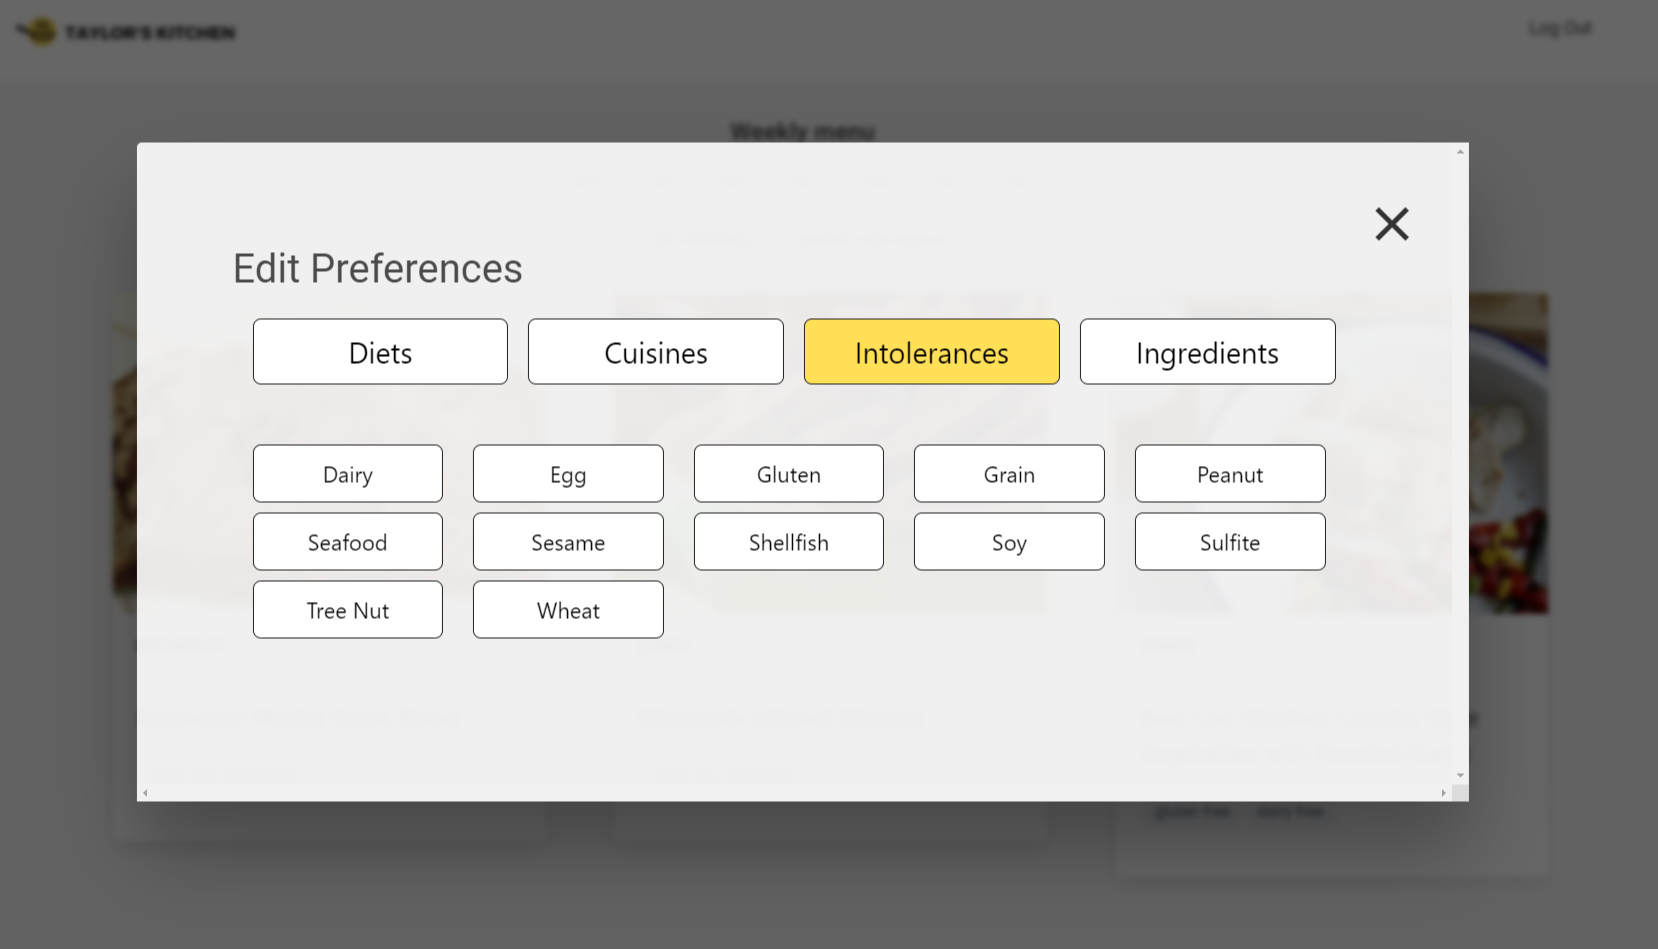 TAYLOR'S KITCHEN
Log Out
Weekly menu
Edit Preferences
Diets
Cuisines
Intolerances
Ingredients
Dairy
Egg
Gluten
Grain
Peanut
Seafood
Sesame
Shellfish
Soy
Sulfite
Tree Nut
Wheat
gluten free
dairy free